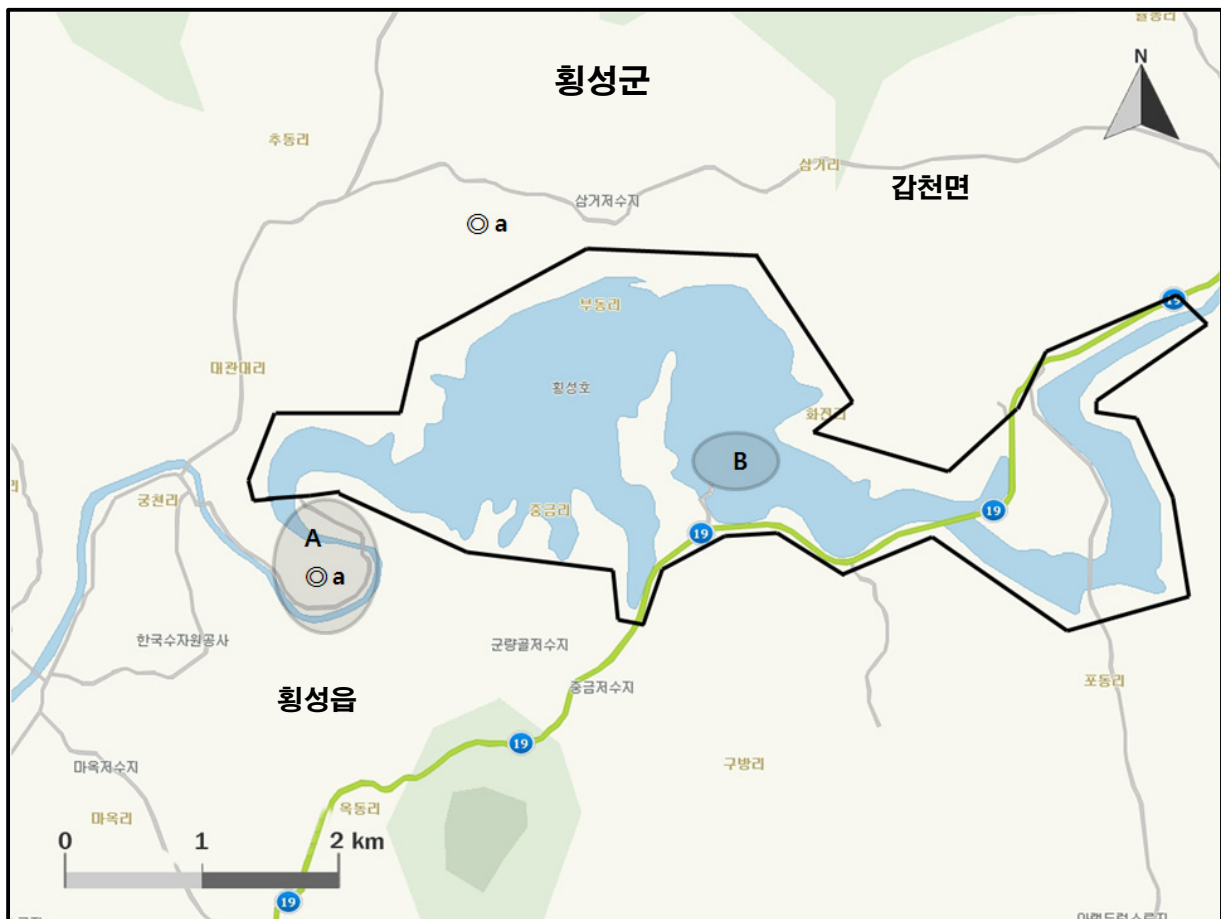 횡성군
N
추동리
삼거리
갑천면
삼거저수지
◎ a
19
부동리
대관대리
횡성호
화전리
B
궁천리
중금리
19
19
A
◎ a
한국수자원공사
군량골저수지
중금저수지
포동리
횡성읍
19
구방리
마옥저수지
옥동리
마옥리
0 1 2 km
19